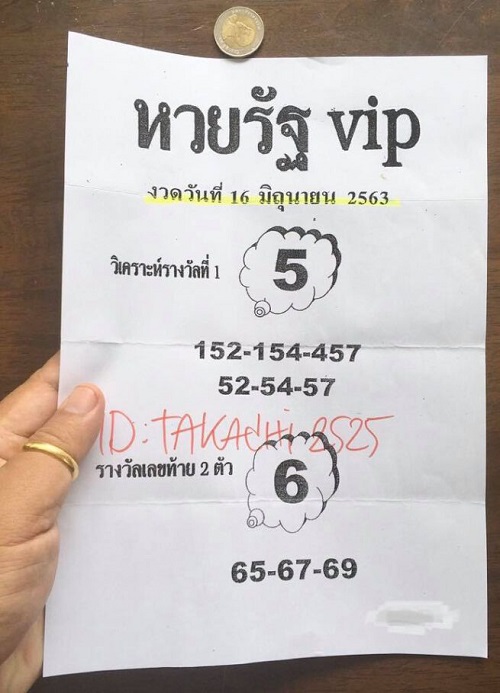 หวยรัฐ vip
งวดวันที่ 16 มิถุนายน 2563
วิเคราะห์รางวัลที่ 1
5
152-154-457
52-54-57
ID: TAKACHI 2525
รางวัลเลขท้าย 2 ตัว
6
65-67-69